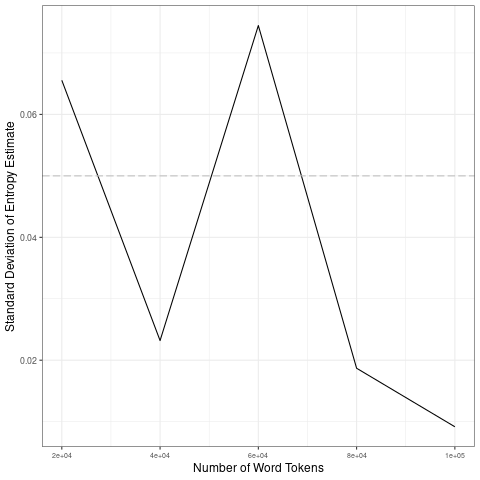 Standard Deviation of Entropy Estimate
0.06
0.04
0.02
2e+04 4e+04 6e+04 8e+04 1e+05
Number of Word Tokens